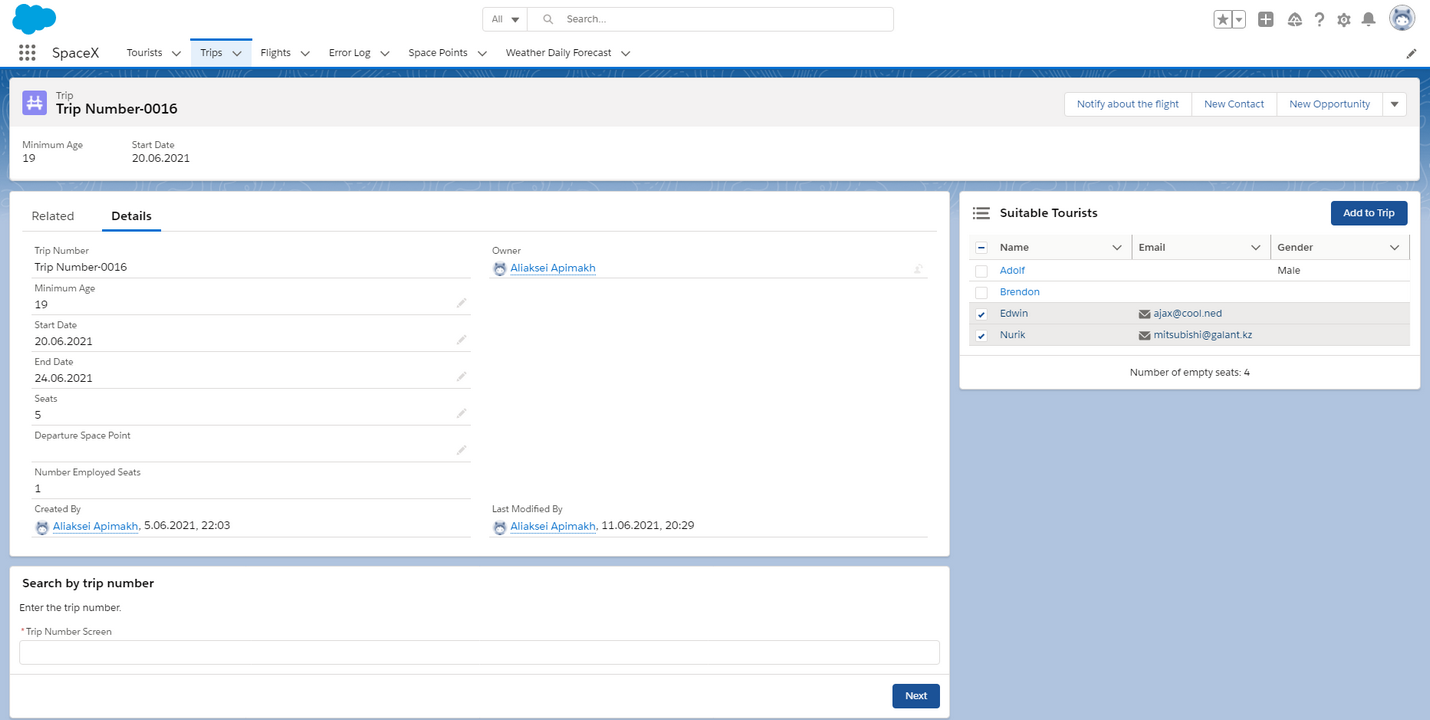 All
Search...
SpaceX
Tourists
Trips
Flights
Error Log
Space Points
Weather Daily Forecast
Trip
Trip Number-0016
Notify about the flight
New Contact
New Opportunity
Minimum Age
19
Start Date
20.06.2021
Related
Details
Trip Number
Trip Number-0016
Owner
Aliaksei Apimakh
Minimum Age
19
Start Date
20.06.2021
End Date
24.06.2021
Seats
5
Departure Space Point
Number Employed Seats
1
Created By
Aliaksei Apimakh, 5.06.2021, 22:03
Last Modified By
Aliaksei Apimakh, 11.06.2021, 20:29
Search by trip number
Enter the trip number.
* Trip Number Screen
Next
Suitable Tourists
Add to Trip
Name Email Gender
Adolf Male
Brendon
Edwin ajax@cool.ned
Nurik mitsubishi@galant.kz
Number of empty seats: 4